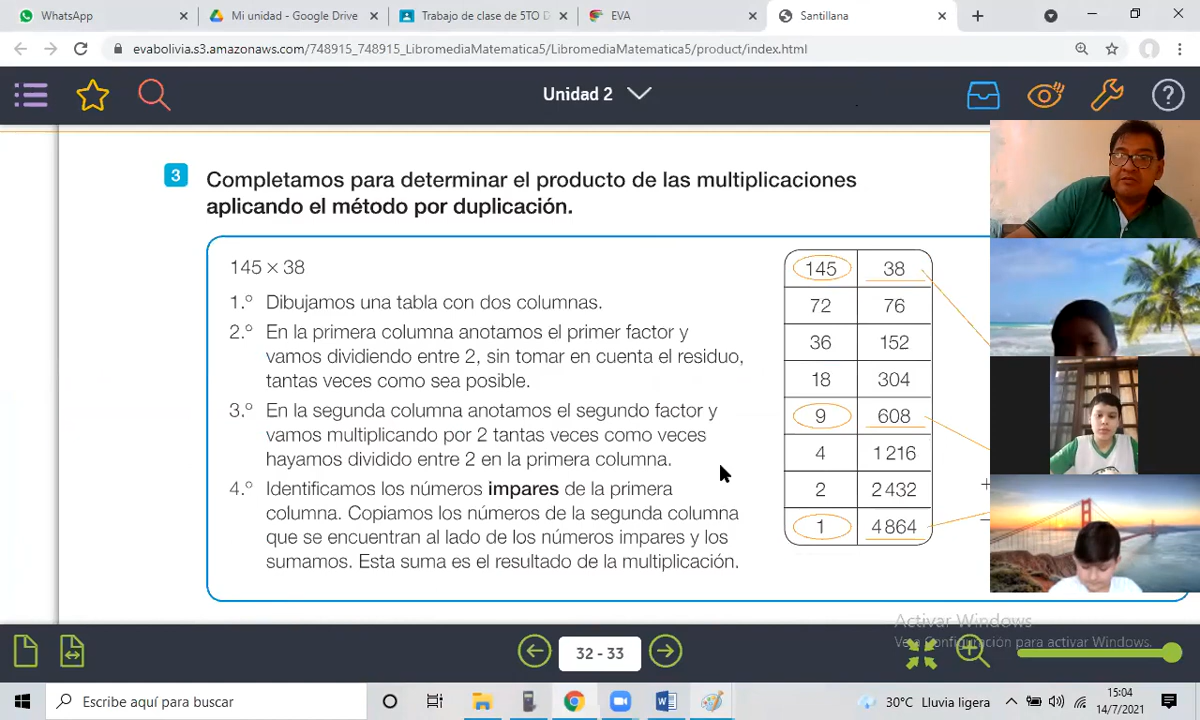 WhatsApp
Mi unidad - Google Drive
Trabajo de clase de 5TO D
EVA
Santillana
evabolivia.s3.amazonaws.com/748915_748915_LibromediaMatematica5/LibromediaMatematica5/product/index.html
Unidad 2
3 Completamos para determinar el producto de las multiplicaciones
aplicando el método por duplicación.
145 × 38
1.º Dibujamos una tabla con dos columnas.
2.º En la primera columna anotamos el primer factor y
vamos dividiendo entre 2, sin tomar en cuenta el residuo,
tantas veces como sea posible.
3.º En la segunda columna anotamos el segundo factor y
vamos multiplicando por 2 tantas veces como veces
hayamos dividido entre 2 en la primera columna.
4.º Identificamos los números impares de la primera
columna. Copiamos los números de la segunda columna
que se encuentran al lado de los números impares y los
sumamos. Esta suma es el resultado de la multiplicación.
145 38
72 76
36 152
18 304
9 608
4 1 216
2 2 432
1 4 864
+
Activar Windows
Ve a Configuración para activar Windows.
32 - 33
Escribe aquí para buscar
30°C Lluvia ligera
15:04
14/7/2021